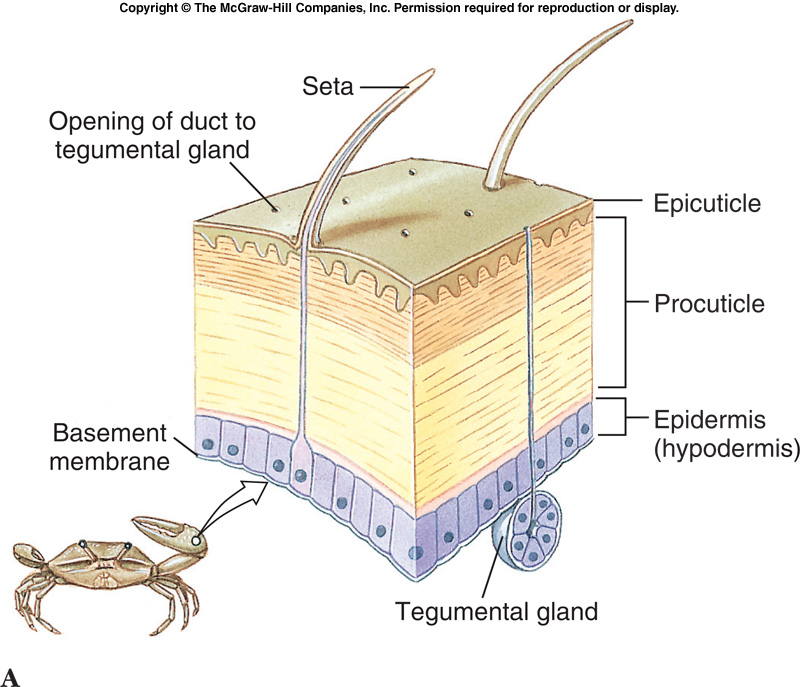 Copyright © The McGraw-Hill Companies, Inc. Permission required for reproduction or display.
Seta
Opening of duct to
tegumental gland
Epicuticle
Procuticle
Basement
membrane
Epidermis
(hypodermis)
Tegumental gland
A